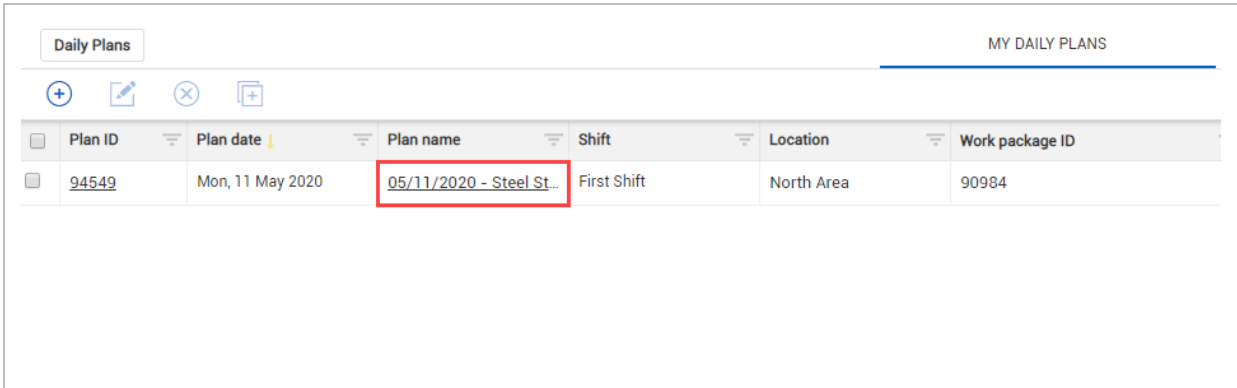 Daily Plans MY DAILY PLANS
Plan ID Plan date Plan name Shift Location Work package ID
94549 Mon, 11 May 2020 05/11/2020 - Steel St... First Shift North Area 90984